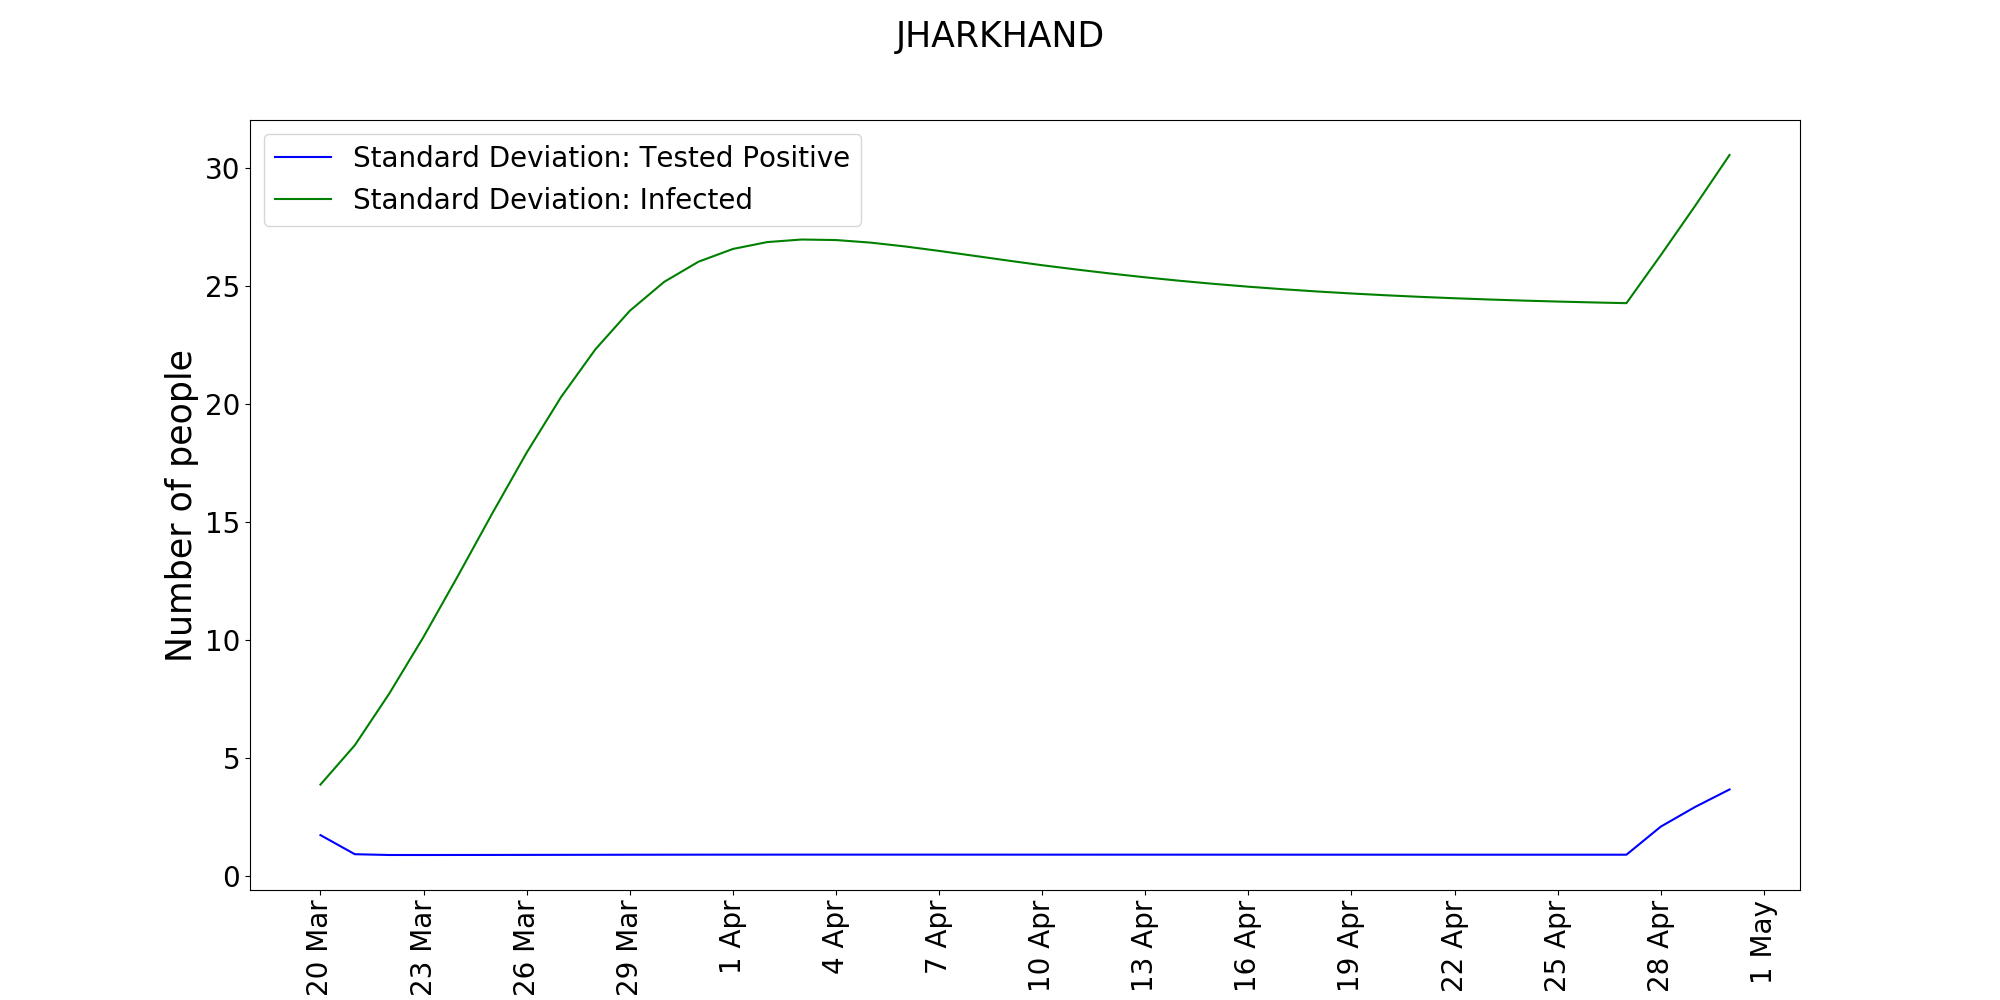 JHARKHAND
Standard Deviation: Tested Positive
Standard Deviation: Infected
Number of people
30
25
20
15
10
5
0
20 Mar
23 Mar
26 Mar
29 Mar
1 Apr
4 Apr
7 Apr
10 Apr
13 Apr
16 Apr
19 Apr
22 Apr
25 Apr
28 Apr
1 May